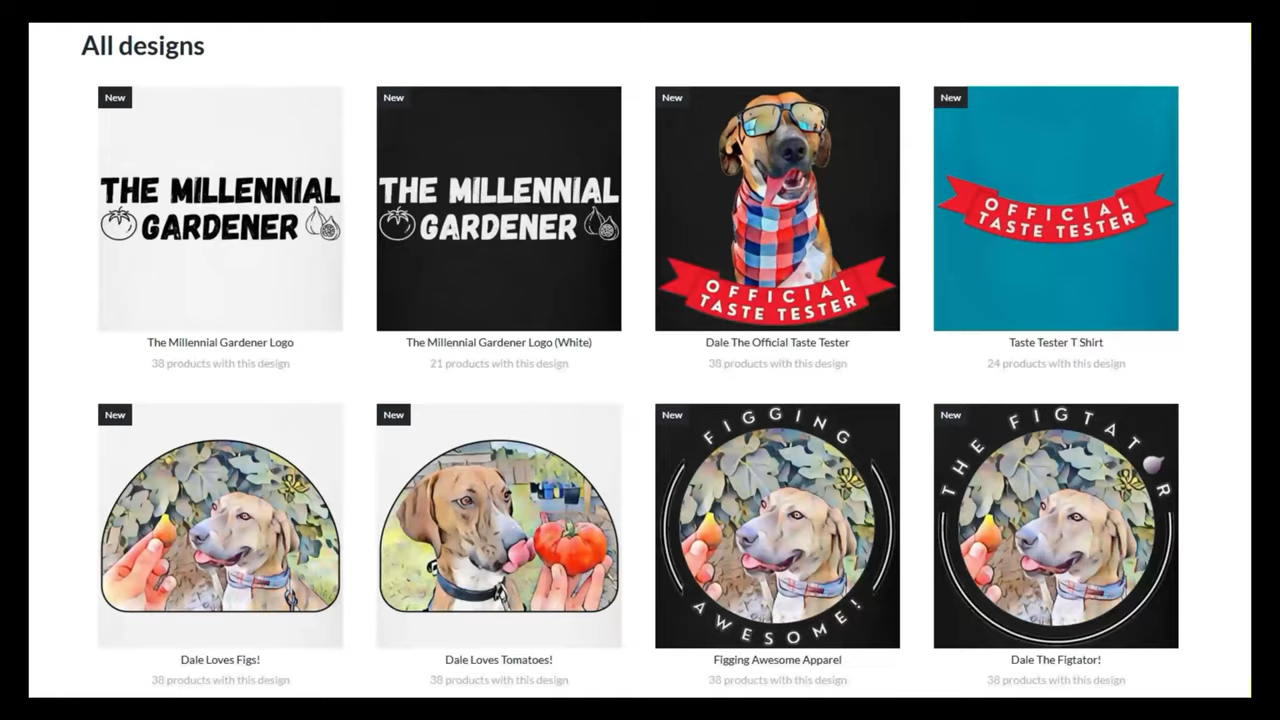 All designs
New
THE MILLENNIAL
GARDENER
The Millennial Gardener Logo
38 products with this design
New
THE MILLENNIAL
GARDENER
The Millennial Gardener Logo (White)
21 products with this design
New
OFFICIAL
TASTE TESTER
Dale The Official Taste Tester
38 products with this design
New
OFFICIAL
TASTE TESTER
Taste Tester T Shirt
24 products with this design
New
Dale Loves Figs!
38 products with this design
New
Dale Loves Tomatoes!
38 products with this design
New
FIGGING
AWESOME!
Figging Awesome Apparel
38 products with this design
New
THE FIGTATOR
Dale The Figtator!
38 products with this design